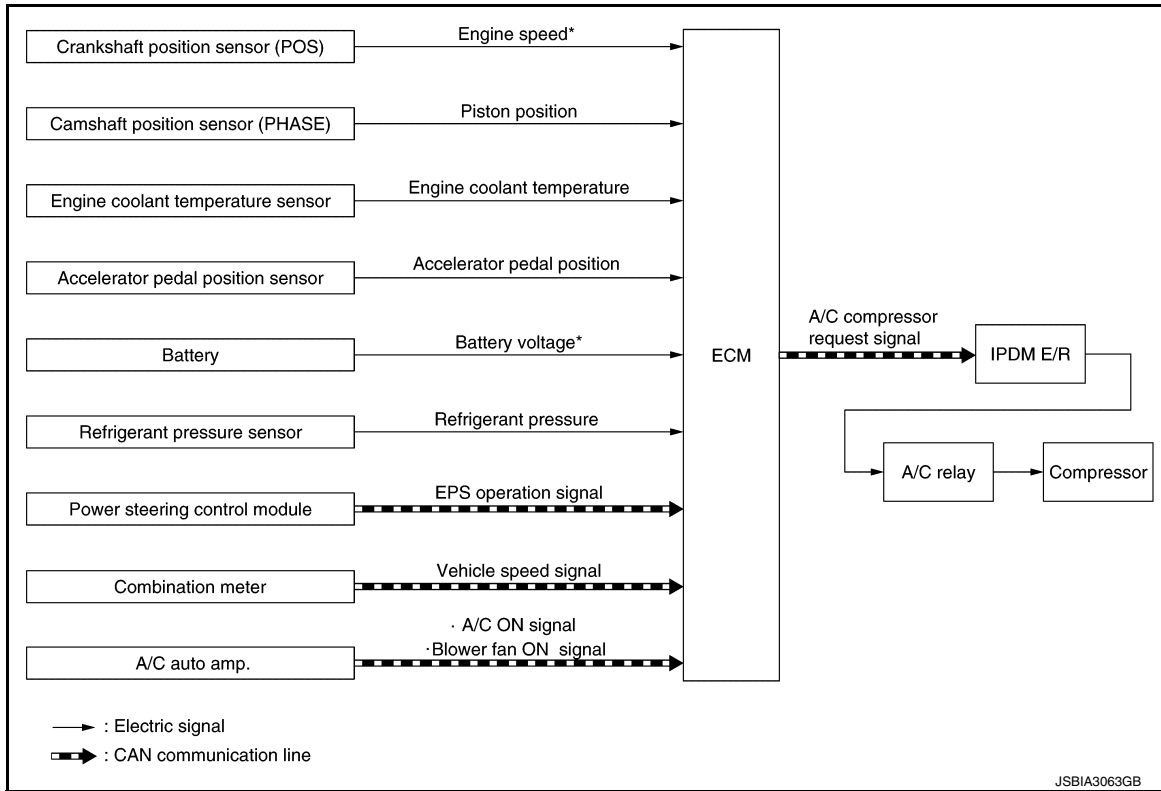 Crankshaft position sensor (POS)
Engine speed*
Camshaft position sensor (PHASE)
Piston position
Engine coolant temperature sensor
Engine coolant temperature
Accelerator pedal position sensor
Accelerator pedal position
Battery
Battery voltage*
Refrigerant pressure sensor
Refrigerant pressure
Power steering control module
EPS operation signal
Combination meter
Vehicle speed signal
A/C auto amp.
· A/C ON signal
·Blower fan ON signal
ECM
A/C compressor
request signal
IPDM E/R
A/C relay
Compressor
: Electric signal
: CAN communication line
JSBIA3063GB